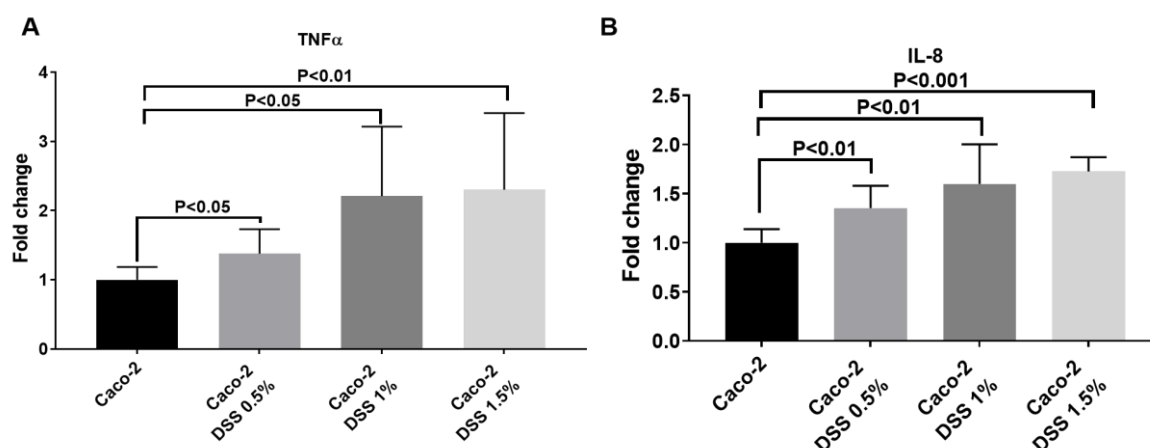 A
TNFα
P<0.01
P<0.05
P<0.05
Fold change
4
3
2
1
0
Caco-2
Caco-2
DSS 0.5%
Caco-2
DSS 1%
Caco-2
DSS 1.5%
B
IL-8
P<0.001
P<0.01
P<0.01
Fold change
2.5
2.0
1.5
1.0
0.5
0.0
Caco-2
Caco-2
DSS 0.5%
Caco-2
DSS 1%
Caco-2
DSS 1.5%